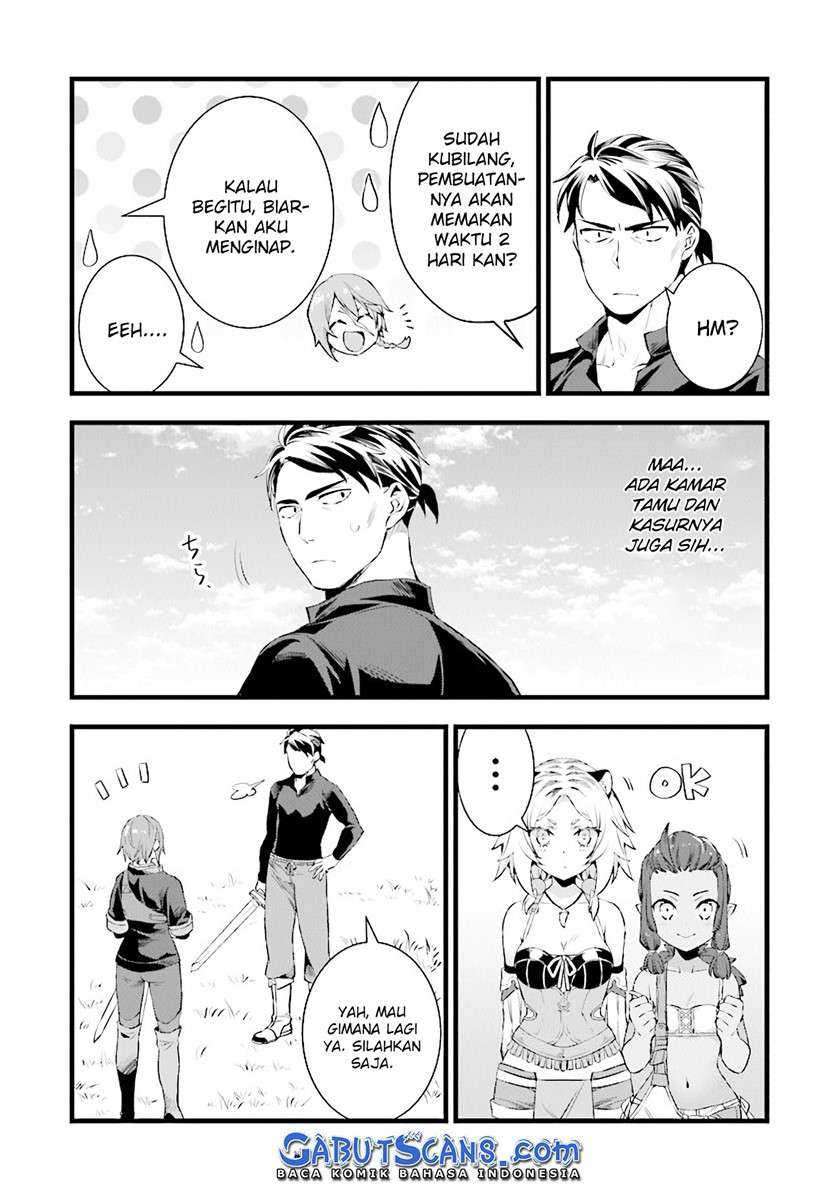 HM?
SUDAH
KUBILANG,
PEMBUATAN-
NYA AKAN
MEMAKAN
WAKTU 2
HARI KAN?
KALAU
BEGITU, BIAR-
KAN AKU
MENGINAP.
EEH....
MAA...
ADA KAMAR
TAMU DAN
KASURNYA
JUGA SIH...
ちら、
...
OK
YAH, MAU
GIMANA LAGI
YA. SILAHKAN
SAJA.
GABUTSCANS.COM
BACA KOMIK BAHASA INDONESIA